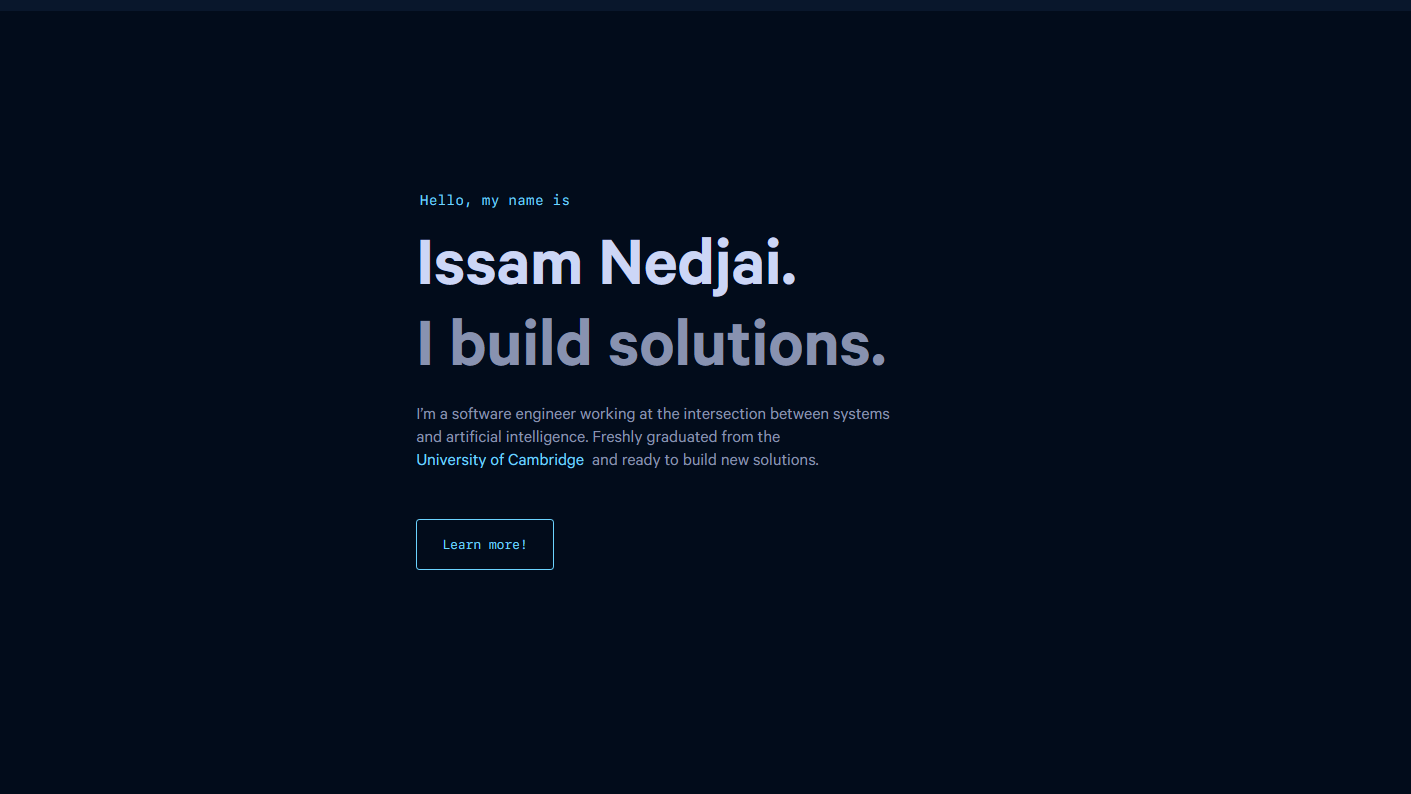 Hello, my name is
Issam Nedjai.
I build solutions.
I'm a software engineer working at the intersection between systems
and artificial intelligence. Freshly graduated from the
University of Cambridge and ready to build new solutions.
Learn more!